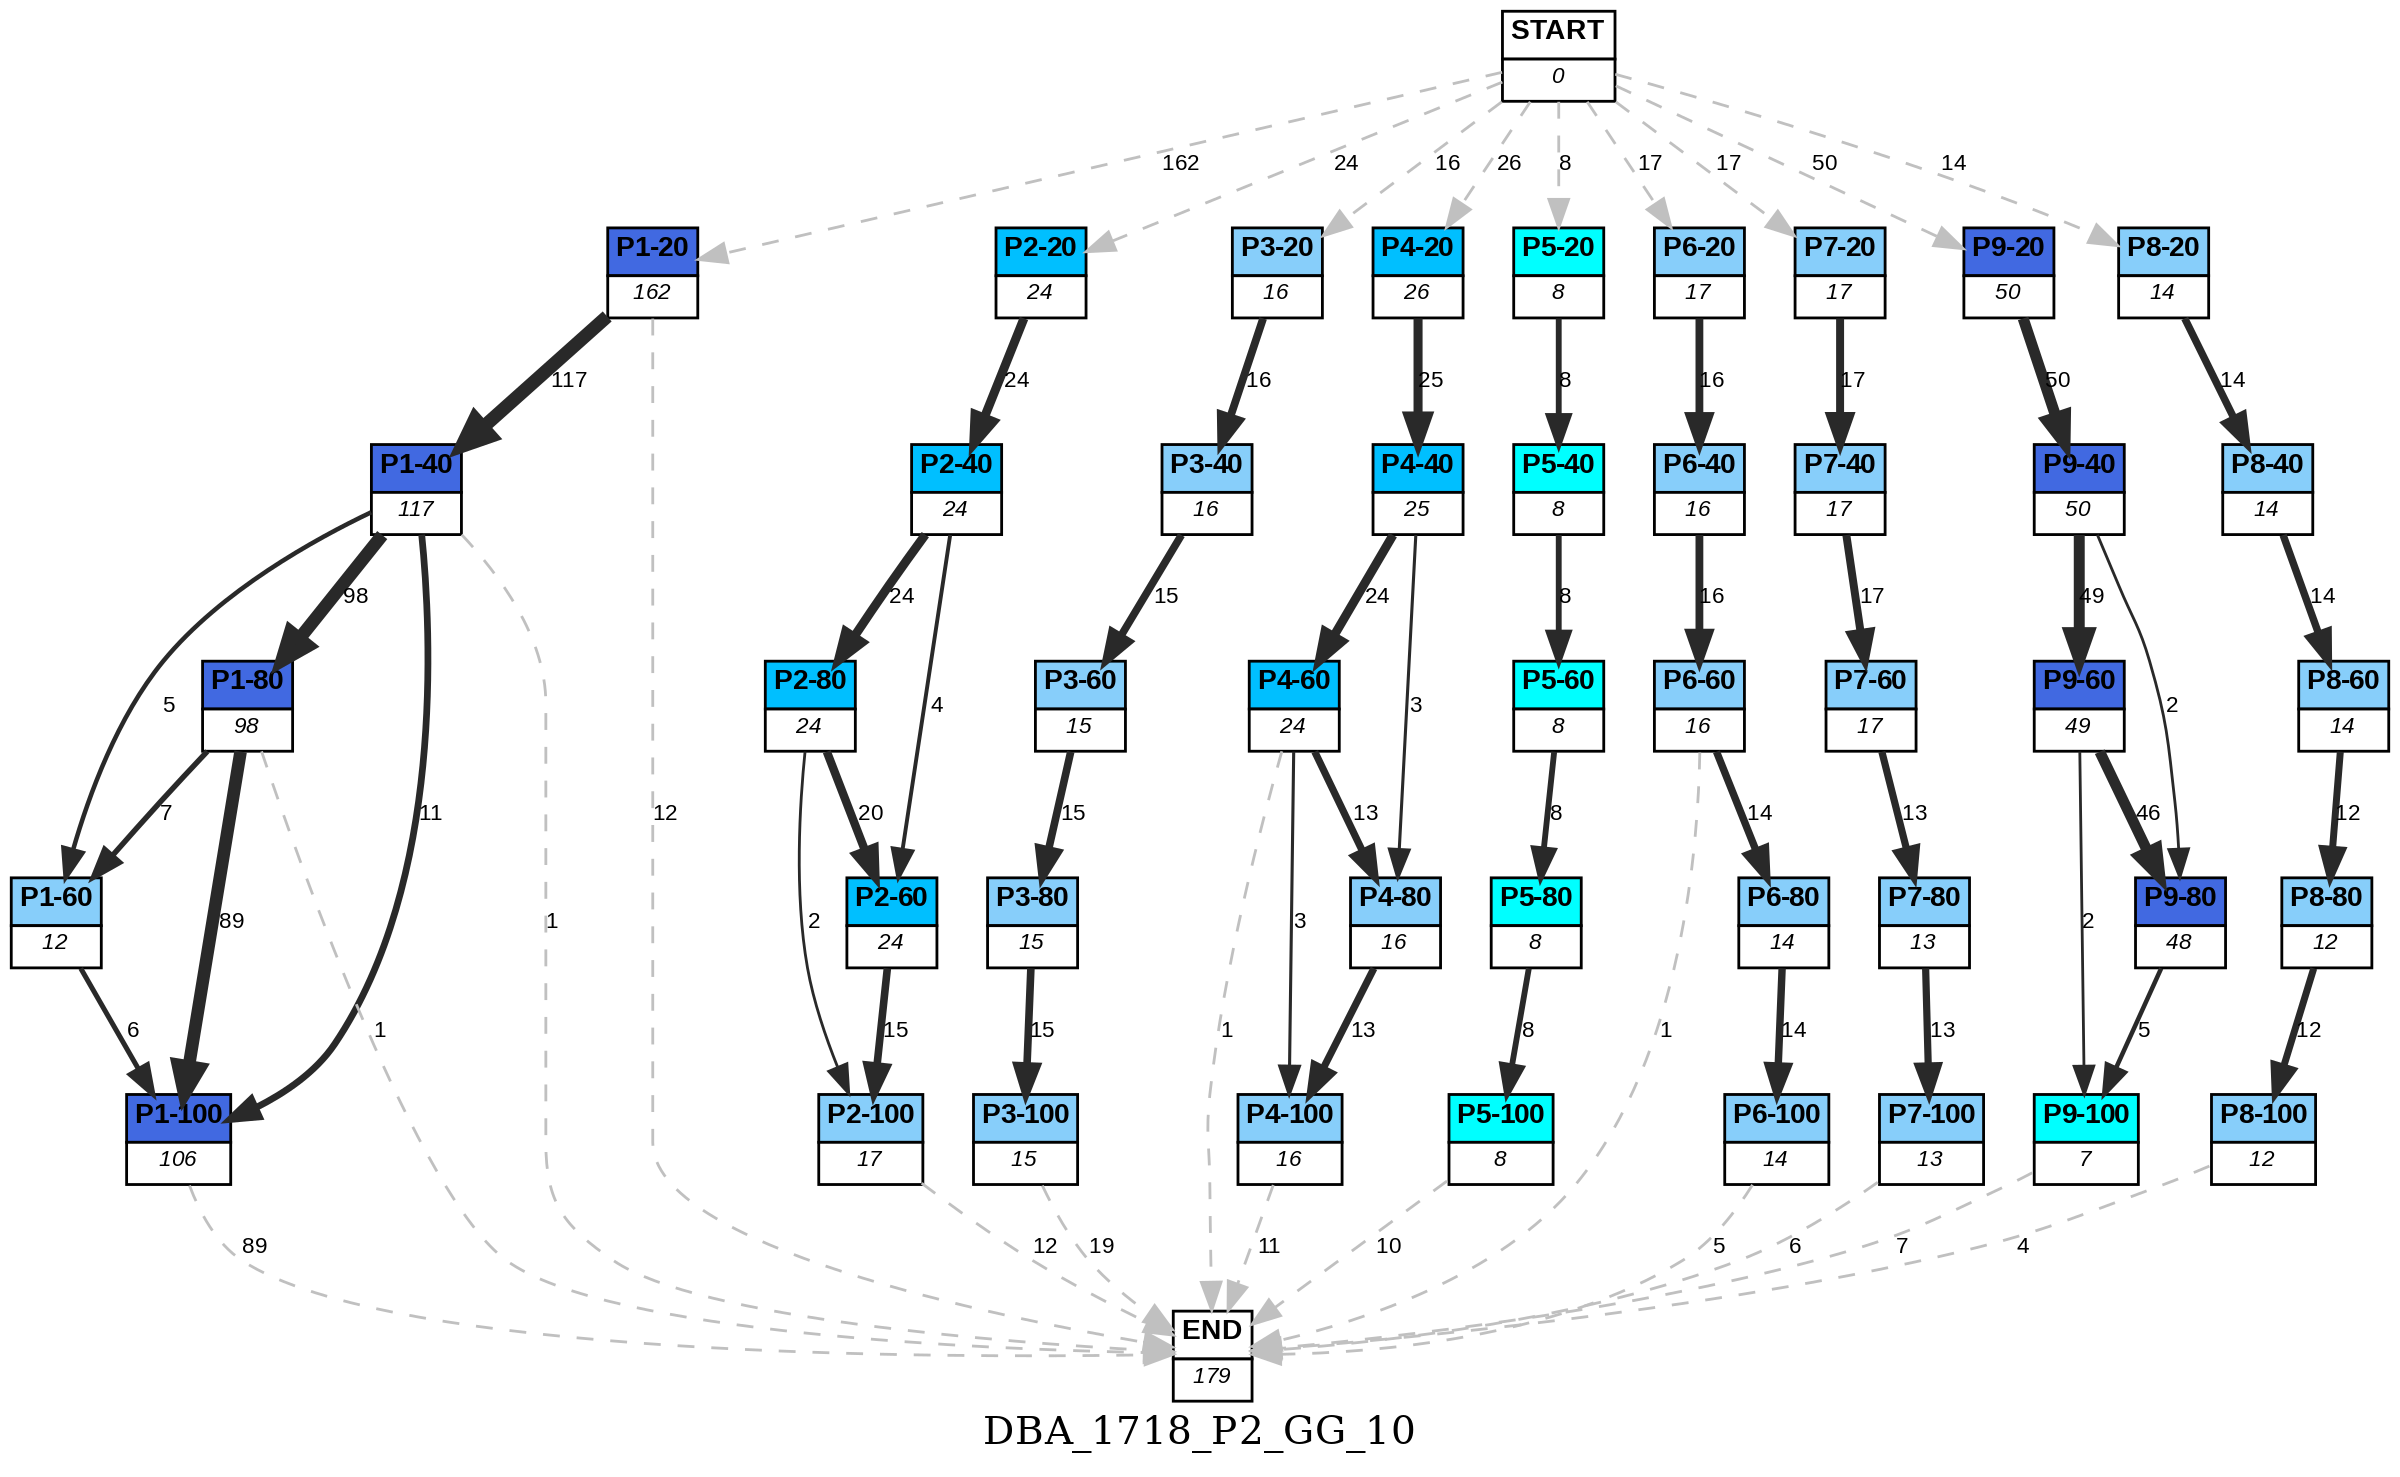 START
0
162
24
16
26
8
17
17
50
14
P1-20
162
P2-20
24
P3-20
16
P4-20
26
P5-20
8
P6-20
17
P7-20
17
P9-20
50
P8-20
14
117
24
16
25
8
16
17
50
14
P1-40
117
P2-40
24
P3-40
16
P4-40
25
P5-40
8
P6-40
16
P7-40
17
P9-40
50
P8-40
14
98
24
15
24
8
16
17
49
14
P1-80
98
P2-80
24
P3-60
15
P4-60
24
P5-60
8
P6-60
16
P7-60
17
P9-60
49
P8-60
14
5
4
3
2
7
11
12
20
15
13
8
14
13
46
12
P1-60
12
P2-60
24
P3-80
15
P4-80
16
P5-80
8
P6-80
14
P7-80
13
P9-80
48
P8-80
12
89
1
2
3
2
6
1
15
15
1
13
8
1
14
13
5
12
P1-100
106
P2-100
17
P3-100
15
P4-100
16
P5-100
8
P6-100
14
P7-100
13
P9-100
7
P8-100
12
89
12
19
11
10
5
6
7
4
END
179
DBA_1718_P2_GG_10